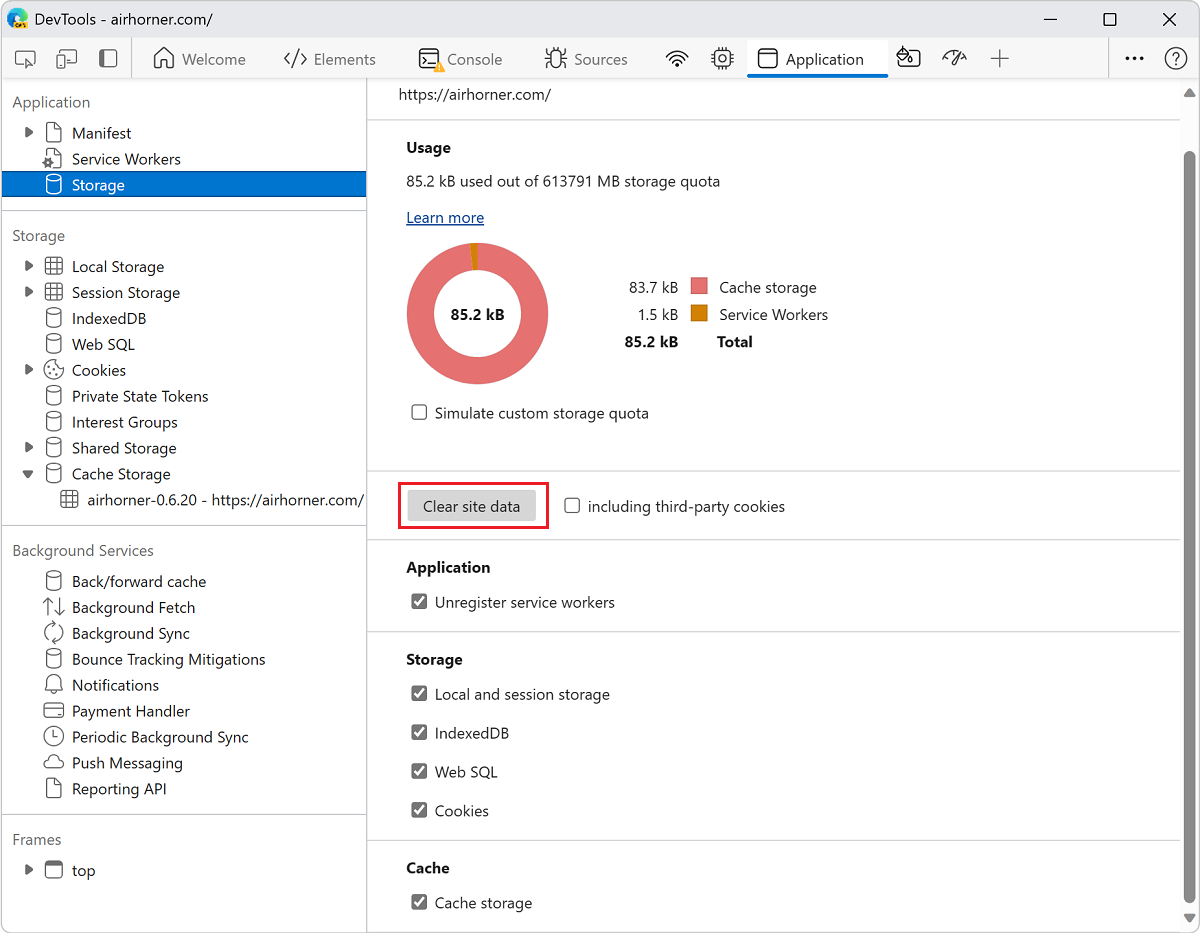 DevTools - airhorner.com/
Welcome
Elements
Console
Sources
Application
Application
Manifest
Service Workers
Storage
Storage
Local Storage
Session Storage
IndexedDB
Web SQL
Cookies
Private State Tokens
Interest Groups
Shared Storage
Cache Storage
airhorner-0.6.20 - https://airhorner.com/
Background Services
Back/forward cache
Background Fetch
Background Sync
Bounce Tracking Mitigations
Notifications
Payment Handler
Periodic Background Sync
Push Messaging
Reporting API
Frames
top
https://airhorner.com/
Usage
85.2 kB used out of 613791 MB storage quota
Learn more
85.2 kB
83.7 kB Cache storage
1.5 kB Service Workers
85.2 kB Total
Simulate custom storage quota
Clear site data including third-party cookies
Application
Unregister service workers
Storage
Local and session storage
IndexedDB
Web SQL
Cookies
Cache
Cache storage